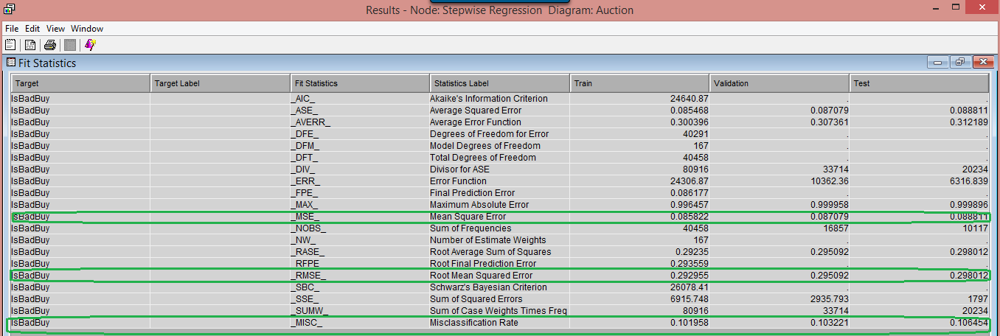 Results - Node: Stepwise Regression Diagram: Auction
File Edit View Window
Fit Statistics
Target Target Label Fit Statistics Statistics Label Train Validation Test
IsBadBuy _AIC_ Akaike's Information Criterion 24640.87 . .
IsBadBuy _ASE_ Average Squared Error 0.085468 0.087079 0.088811
IsBadBuy _AVERR_ Average Error Function 0.300396 0.307361 0.312189
IsBadBuy _DFE_ Degrees of Freedom for Error 40291 . .
IsBadBuy _DFM_ Model Degrees of Freedom 167 . .
IsBadBuy _DFT_ Total Degrees of Freedom 40458 . .
IsBadBuy _DIV_ Divisor for ASE 80916 33714 20234
IsBadBuy _ERR_ Error Function 24306.87 10362.36 6316.839
IsBadBuy _FPE_ Final Prediction Error 0.086177 . .
IsBadBuy _MAX_ Maximum Absolute Error 0.996457 0.999958 0.999896
IsBadBuy _MSE_ Mean Square Error 0.085822 0.087079 0.088811
IsBadBuy _NOBS_ Sum of Frequencies 40458 16857 10117
IsBadBuy _NW_ Number of Estimate Weights 167 . .
IsBadBuy _RASE_ Root Average Sum of Squares 0.29235 0.295092 0.298012
IsBadBuy _RFPE_ Root Final Prediction Error 0.293559 . .
IsBadBuy _RMSE_ Root Mean Squared Error 0.292955 0.295092 0.298012
IsBadBuy _SBC_ Schwarz's Bayesian Criterion 26078.41 . .
IsBadBuy _SSE_ Sum of Squared Errors 6915.748 2935.793 1797
IsBadBuy _SUMW_ Sum of Case Weights Times Freq 80916 33714 20234
IsBadBuy _MISC_ Misclassification Rate 0.101958 0.103221 0.106454